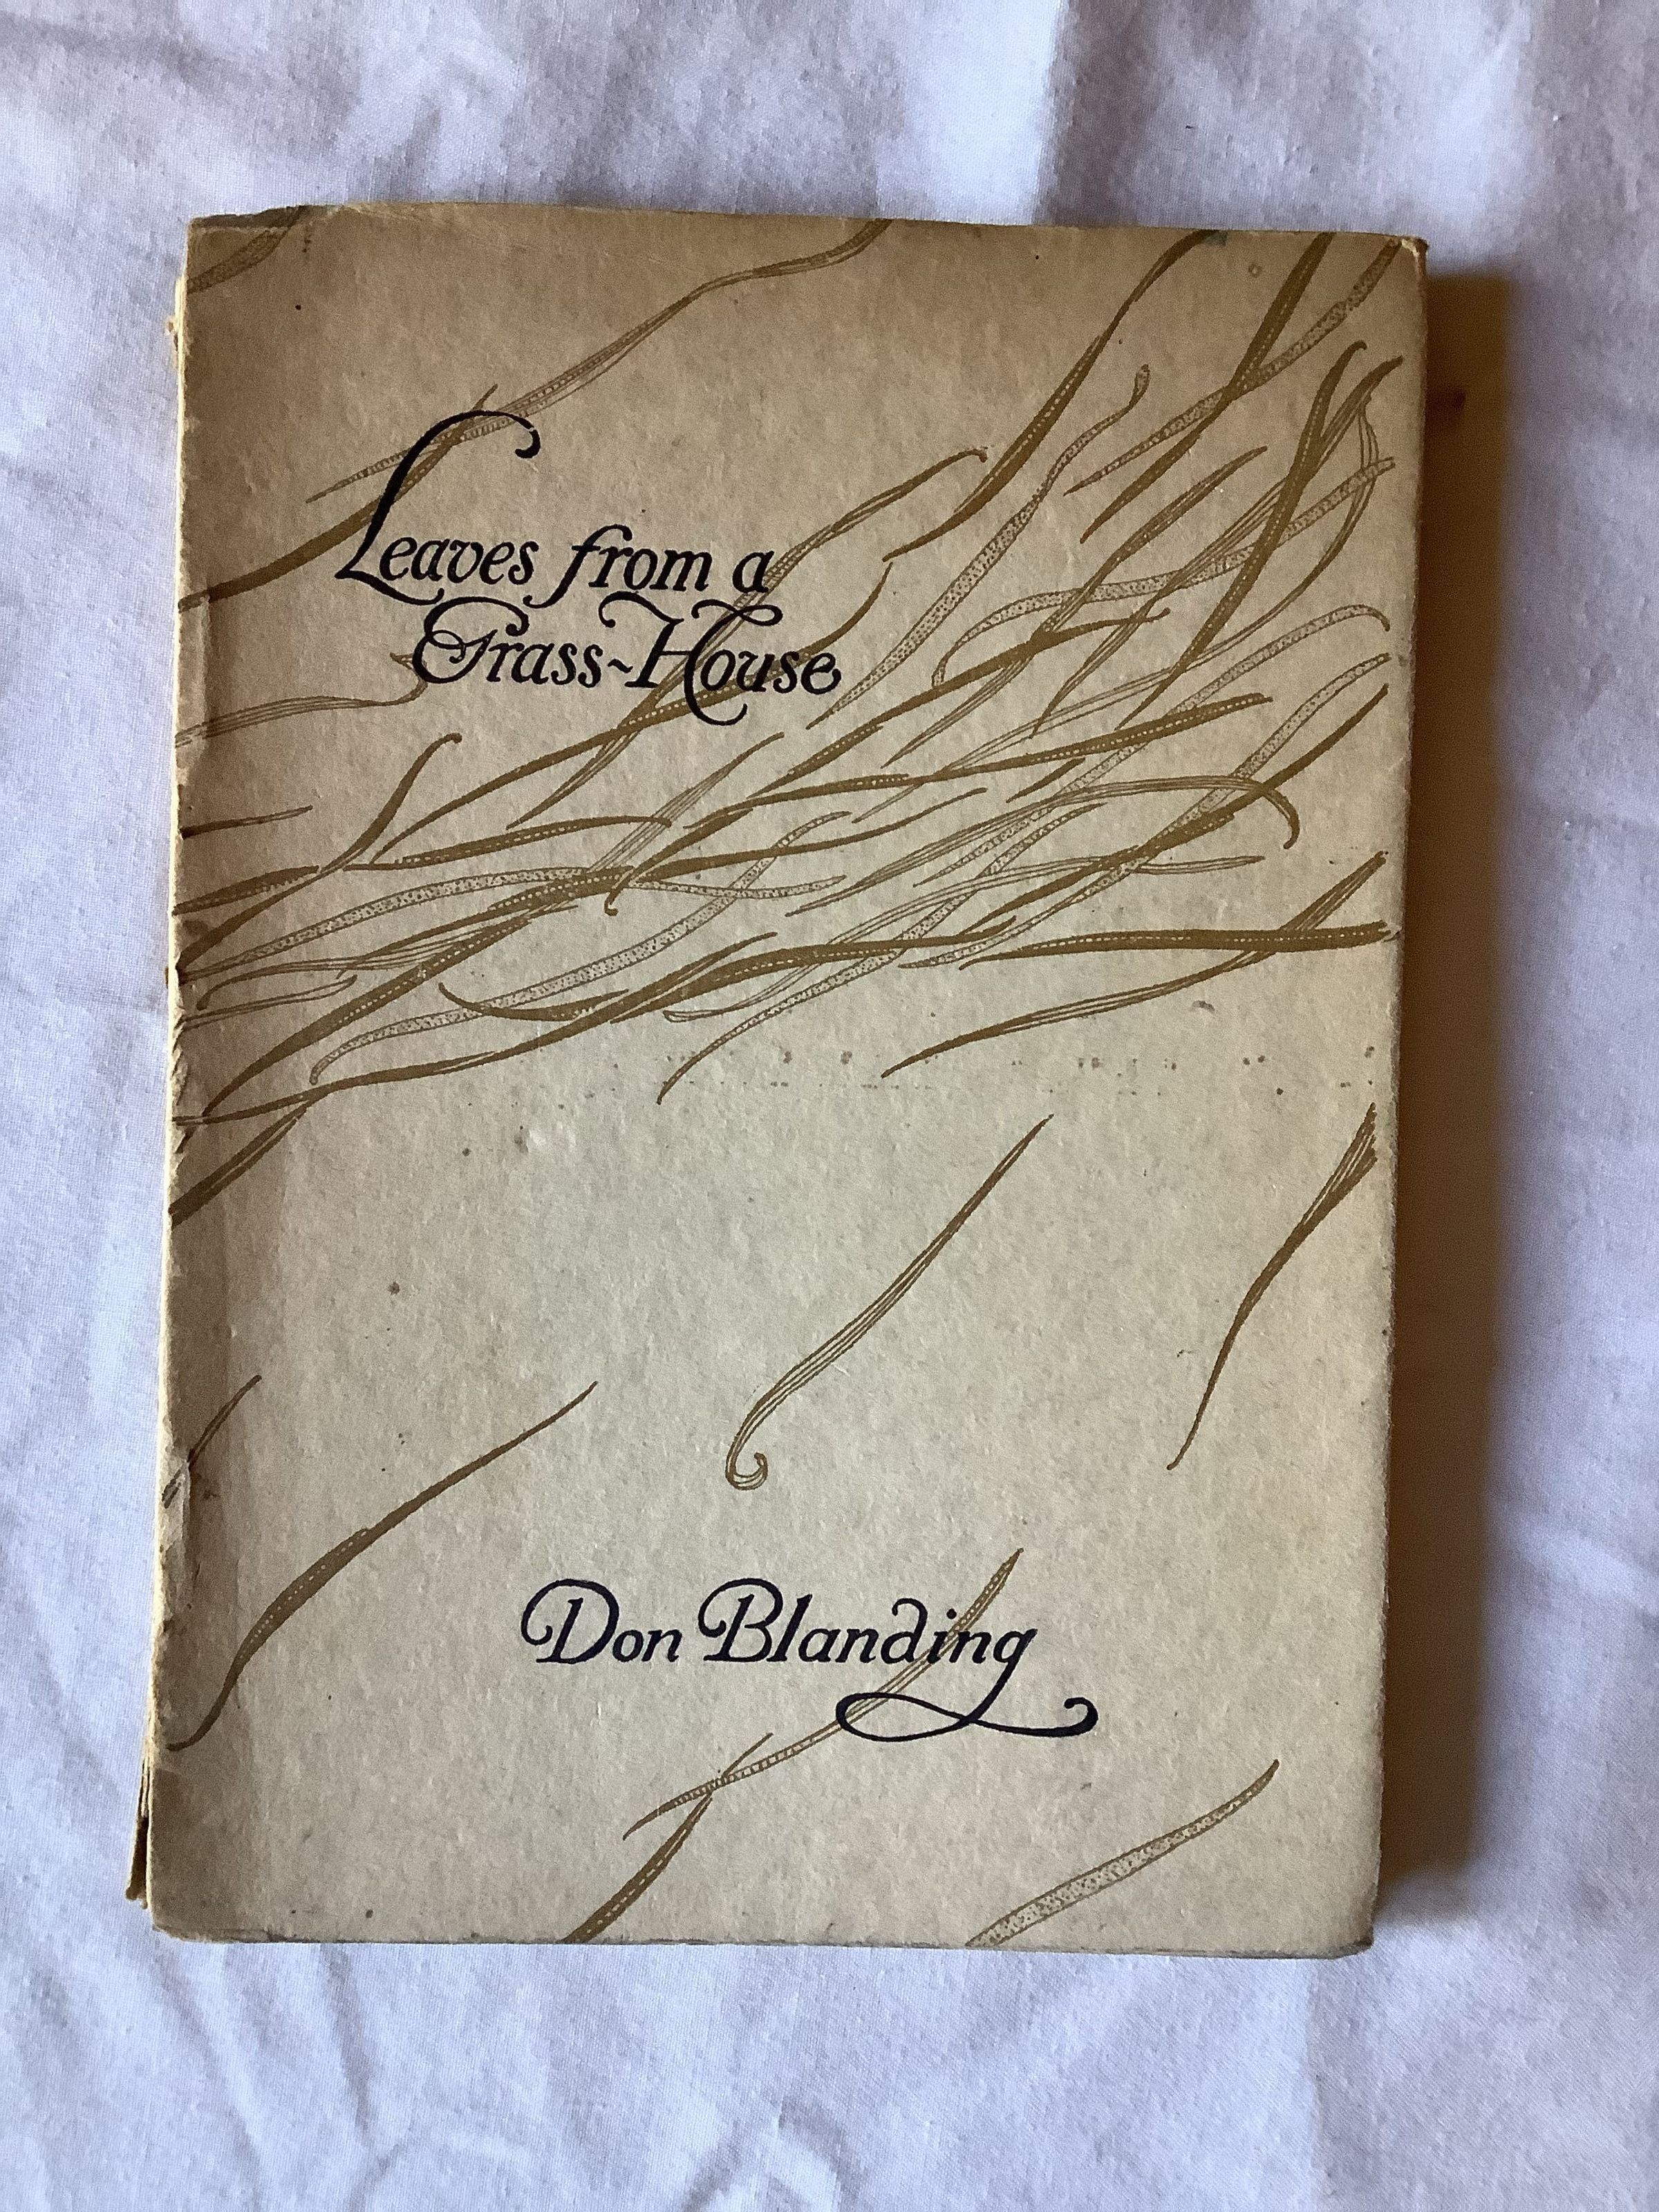 Leaves from a
Grass~House
Don Blanding